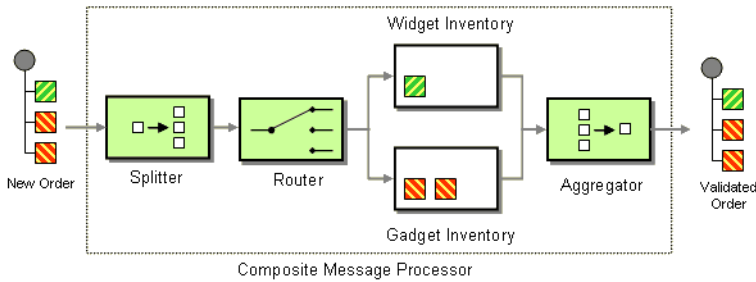 Widget Inventory
New Order
Splitter
Router
Aggregator
Validated
Order
Gadget Inventory
Composite Message Processor